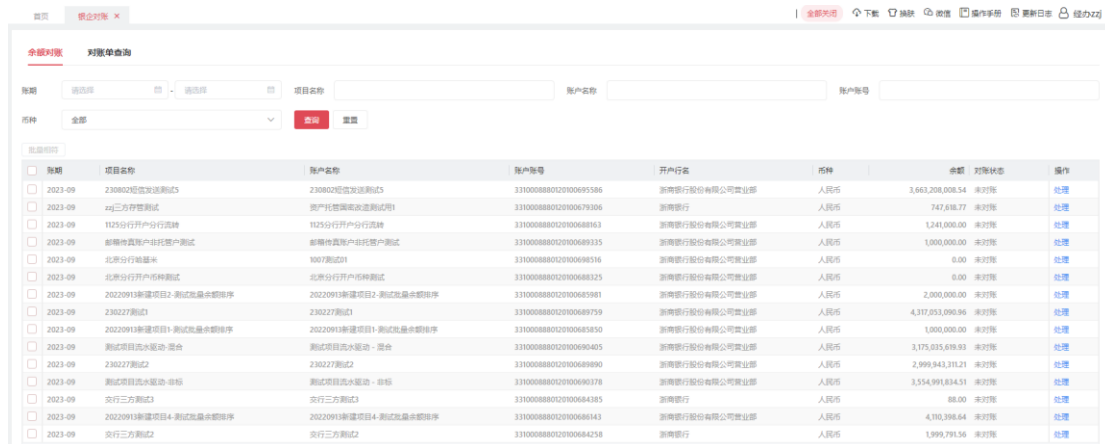 首页 银企对账 × | 全部关闭 下载 换肤 微信 操作手册 更新日志 经办zzj
余额对账 对账单查询
账期 请选择 - 请选择 项目名称 账户名称 账户账号
币种 全部 查询 重置
批量相符
账期 项目名称 账户名称 账户账号 开户行名 币种 余额 对账状态 操作
2023-09 230802短信发送测试5 230802短信发送测试5 3310008880120100695586 浙商银行股份有限公司营业部 人民币 3,663,208,008.54 未对账 处理
2023-09 zzj三方存管测试 资产托管国密改造测试用1 3310008880120100679306 浙商银行 人民币 747,618.77 未对账 处理
2023-09 1125分行开户分行流转 1125分行开户分行流转 3310008880120100688163 浙商银行股份有限公司营业部 人民币 1,241,000.00 未对账 处理
2023-09 邮箱传真账户非托管户测试 邮箱传真账户非托管户测试 3310008880120100689335 浙商银行股份有限公司营业部 人民币 1,000,000.00 未对账 处理
2023-09 北京分行验基米 1007测试01 3310008880120100698516 浙商银行股份有限公司营业部 人民币 0.00 未对账 处理
2023-09 北京分行开户币种测试 北京分行开户币种测试 3310008880120100688325 浙商银行股份有限公司营业部 人民币 0.00 未对账 处理
2023-09 20220913新建项目2-测试批量余额排序 20220913新建项目2-测试批量余额排序 3310008880120100685981 浙商银行股份有限公司营业部 人民币 2,000,000.00 未对账 处理
2023-09 230227测试1 230227测试1 3310008880120100689759 浙商银行股份有限公司营业部 人民币 4,317,053,090.96 未对账 处理
2023-09 20220913新建项目1-测试批量余额排序 20220913新建项目1-测试批量余额排序 3310008880120100685850 浙商银行股份有限公司营业部 人民币 1,000,000.00 未对账 处理
2023-09 测试项目流水驱动-混合 测试项目流水驱动 - 混合 3310008880120100690405 浙商银行股份有限公司营业部 人民币 3,175,035,619.93 未对账 处理
2023-09 230227测试2 230227测试2 3310008880120100689890 浙商银行股份有限公司营业部 人民币 2,999,943,311.21 未对账 处理
2023-09 测试项目流水驱动-非标 测试项目流水驱动 - 非标 3310008880120100690378 浙商银行股份有限公司营业部 人民币 3,554,991,834.51 未对账 处理
2023-09 交行三方测试3 交行三方测试3 3310008880120100684385 浙商银行 人民币 88.00 未对账 处理
2023-09 20220913新建项目4-测试批量余额排序 20220913新建项目4-测试批量余额排序 3310008880120100686143 浙商银行股份有限公司营业部 人民币 4,110,398.64 未对账 处理
2023-09 交行三方测试2 交行三方测试2 3310008880120100684258 浙商银行 人民币 1,999,791.56 未对账 处理